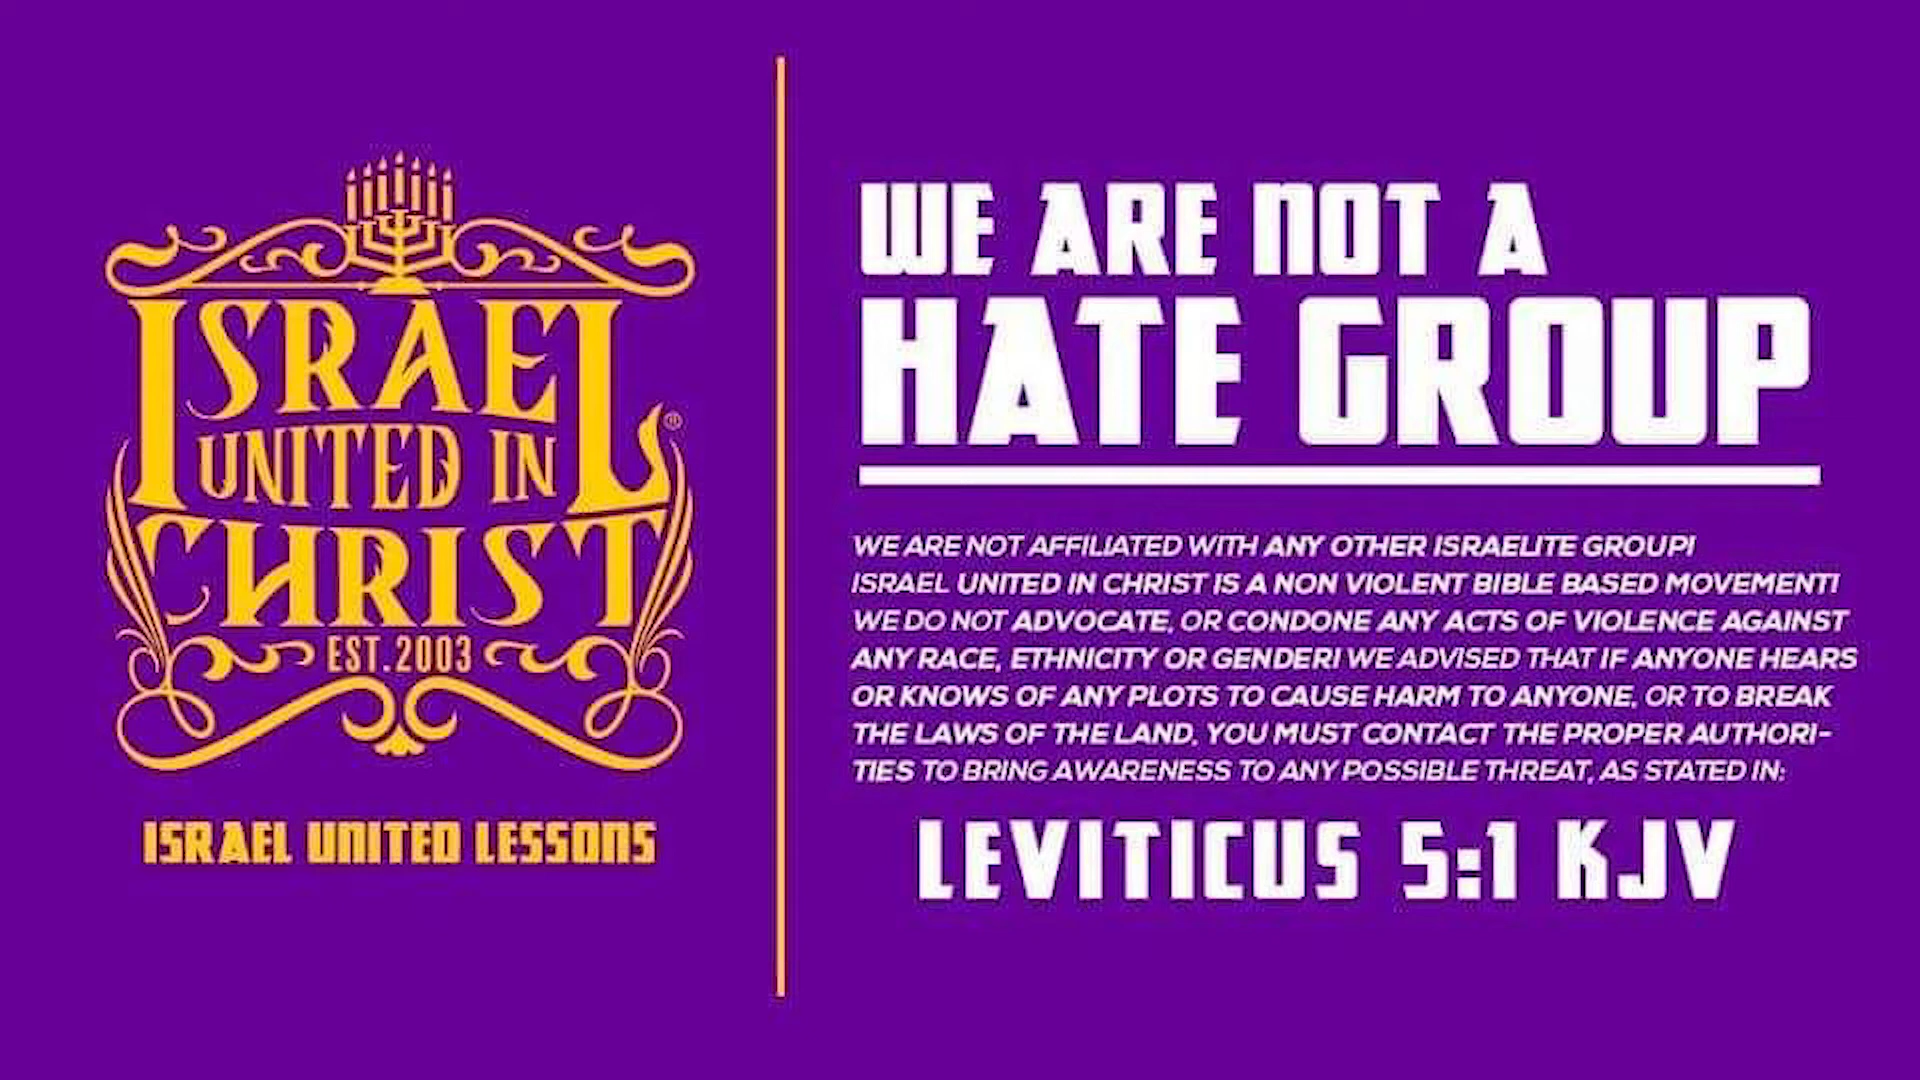 ISRAEL
UNITED IN
CHRIST
®
EST.2003
ISRAEL UNITED LESSONS
WE ARE NOT A
HATE GROUP
WE ARE NOT AFFILIATED WITH ANY OTHER ISRAELITE GROUP!
ISRAEL UNITED IN CHRIST IS A NON VIOLENT BIBLE BASED MOVEMENT!
WE DO NOT ADVOCATE, OR CONDONE ANY ACTS OF VIOLENCE AGAINST
ANY RACE, ETHNICITY OR GENDER! WE ADVISED THAT IF ANYONE HEARS
OR KNOWS OF ANY PLOTS TO CAUSE HARM TO ANYONE, OR TO BREAK
THE LAWS OF THE LAND, YOU MUST CONTACT THE PROPER AUTHORI-
TIES TO BRING AWARENESS TO ANY POSSIBLE THREAT, AS STATED IN:
LEVITICUS 5:1 KJV